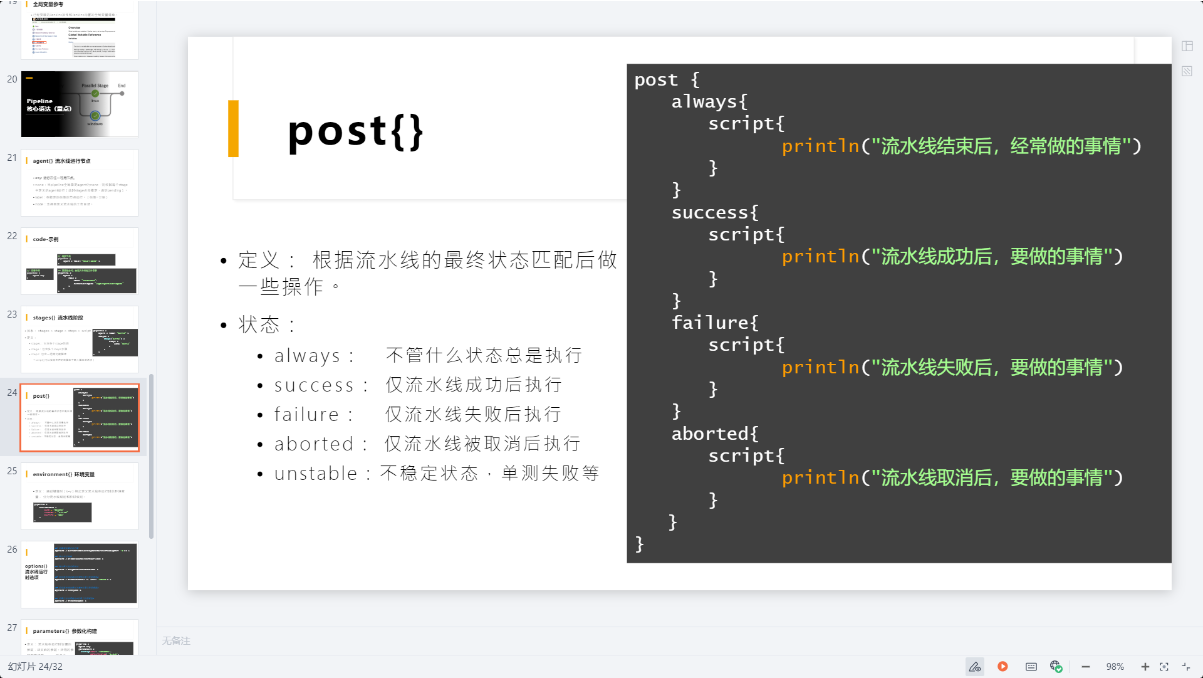 全局变量参考
20
Pipeline
核心语法（重点）
21
agent{} 流水线运行节点
22
code-示例
23
stages{} 流水线阶段
24
post{}
25
environment{} 环境变量
26
options{}
流水线运行
时选项
27
parameters{} 参数化构建
post{}
• 定义： 根据流水线的最终状态匹配后做
一些操作。
• 状态：
• always： 不管什么状态总是执行
• success： 仅流水线成功后执行
• failure： 仅流水线失败后执行
• aborted： 仅流水线被取消后执行
• unstable：不稳定状态，单测失败等
post {
always{
script{
println("流水线结束后，经常做的事情")
}
}
success{
script{
println("流水线成功后，要做的事情")
}
}
failure{
script{
println("流水线失败后，要做的事情")
}
}
aborted{
script{
println("流水线取消后，要做的事情")
}
}
}
无备注
幻灯片 24/32
98%